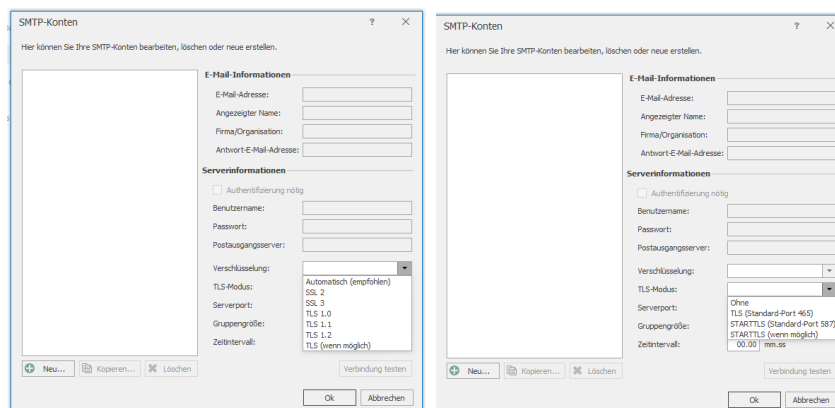 SMTP-Konten ? ×
Hier können Sie Ihre SMTP-Konten bearbeiten, löschen oder neue erstellen.
E-Mail-Informationen
E-Mail-Adresse:
Angezeigter Name:
Firma/Organisation:
Antwort-E-Mail-Adresse:
Serverinformationen
Authentifizierung nötig
Benutzername:
Passwort:
Postausgangsserver:
Verschlüsselung:
Automatisch (empfohlen)
SSL 2
SSL 3
TLS 1.0
TLS 1.1
TLS 1.2
TLS (wenn möglich)
TLS-Modus:
Serverport:
Gruppengröße:
Zeitintervall:
Neu... Kopieren... Löschen Verbindung testen
Ok Abbrechen
SMTP-Konten ? ×
Hier können Sie Ihre SMTP-Konten bearbeiten, löschen oder neue erstellen.
E-Mail-Informationen
E-Mail-Adresse:
Angezeigter Name:
Firma/Organisation:
Antwort-E-Mail-Adresse:
Serverinformationen
Authentifizierung nötig
Benutzername:
Passwort:
Postausgangsserver:
Verschlüsselung:
TLS-Modus:
Ohne
TLS (Standard-Port 465)
STARTTLS (Standard-Port 587)
STARTTLS (wenn möglich)
Serverport:
Gruppengröße:
Zeitintervall: 00.00 mm.ss
Neu... Kopieren... Löschen Verbindung testen
Ok Abbrechen